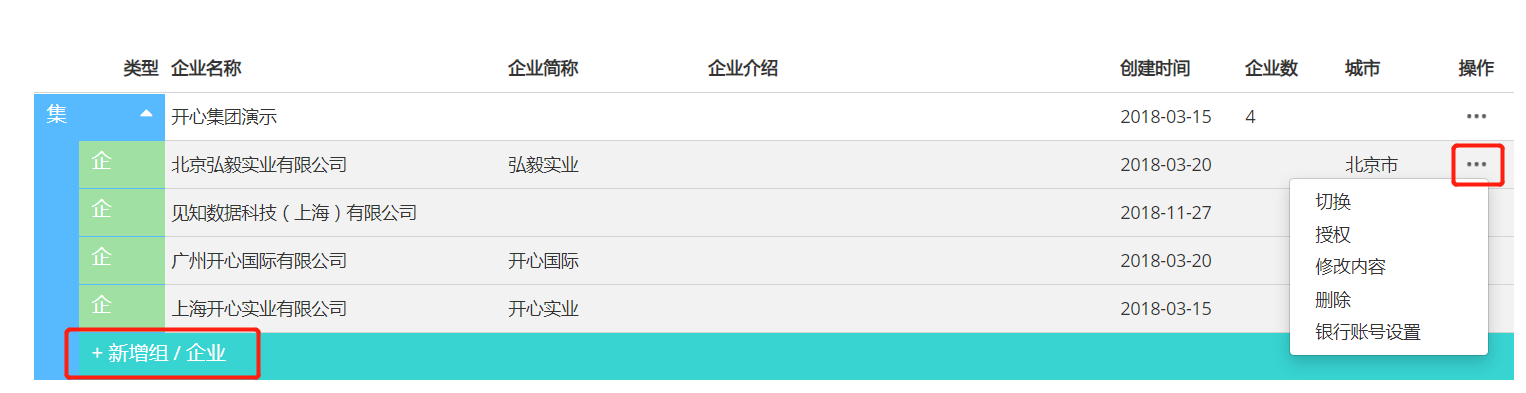 类型 企业名称 企业简称 企业介绍 创建时间 企业数 城市 操作
集 开心集团演示 2018-03-15 4 •••
企 北京弘毅实业有限公司 弘毅实业 2018-03-20 北京市 •••
企 见知数据科技（上海）有限公司 2018-11-27
企 广州开心国际有限公司 开心国际 2018-03-20
企 上海开心实业有限公司 开心实业 2018-03-15
+ 新增组 / 企业
切换
授权
修改内容
删除
银行账号设置